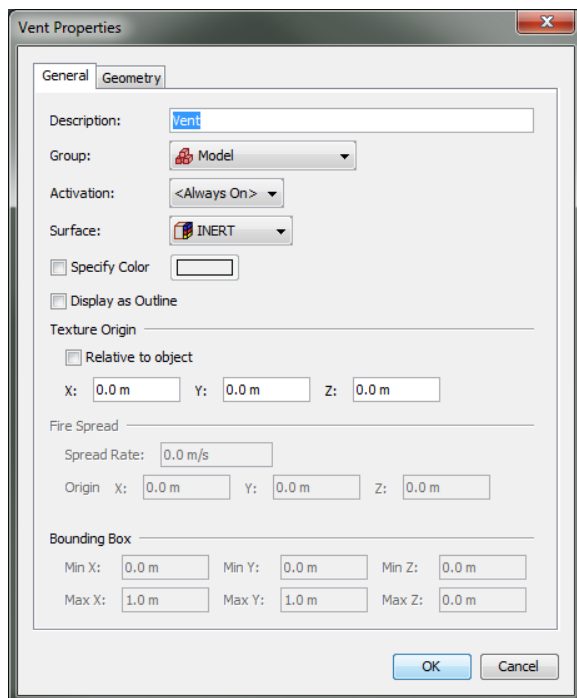 Vent Properties
General Geometry
Description: Vent
Group: Model
Activation: <Always On>
Surface: INERT
Specify Color
Display as Outline
Texture Origin
Relative to object
X: 0.0 m Y: 0.0 m Z: 0.0 m
Fire Spread
Spread Rate: 0.0 m/s
Origin X: 0.0 m Y: 0.0 m Z: 0.0 m
Bounding Box
Min X: 0.0 m Min Y: 0.0 m Min Z: 0.0 m
Max X: 1.0 m Max Y: 1.0 m Max Z: 0.0 m
OK Cancel